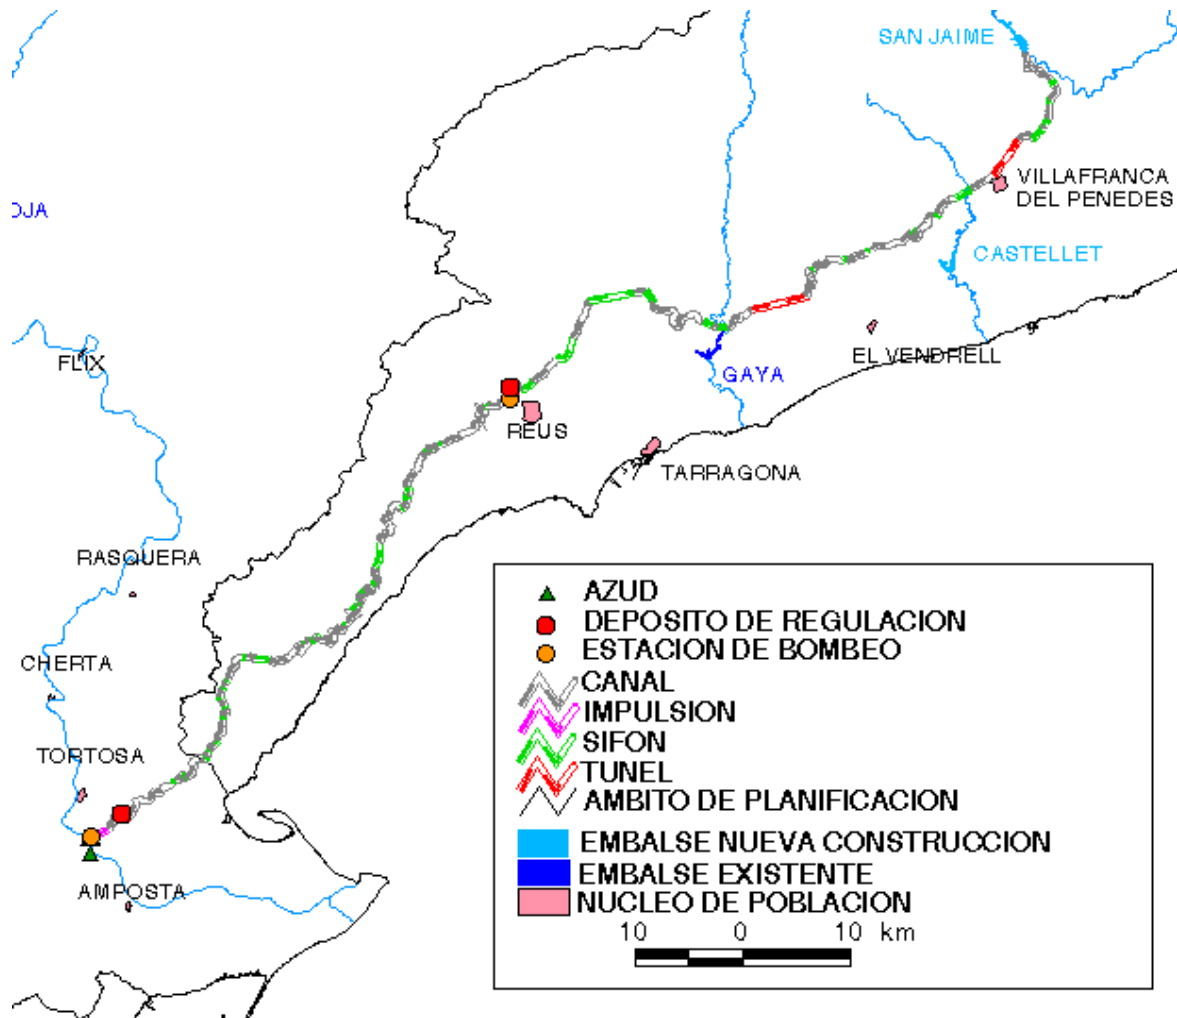 SAN JAIME
VILLAFRANCA
DEL PENEDES
OJA
CASTELLET
FLIX
EL VENDRELL
GAYA
REUS
TARRAGONA
RASQUERA
CHERTA
TORTOSA
AMPOSTA
AZUD
DEPOSITO DE REGULACION
ESTACION DE BOMBEO
CANAL
IMPULSION
SIFON
TUNEL
AMBITO DE PLANIFICACION
EMBALSE NUEVA CONSTRUCCION
EMBALSE EXISTENTE
NUCLEO DE POBLACION
10 0 10 km